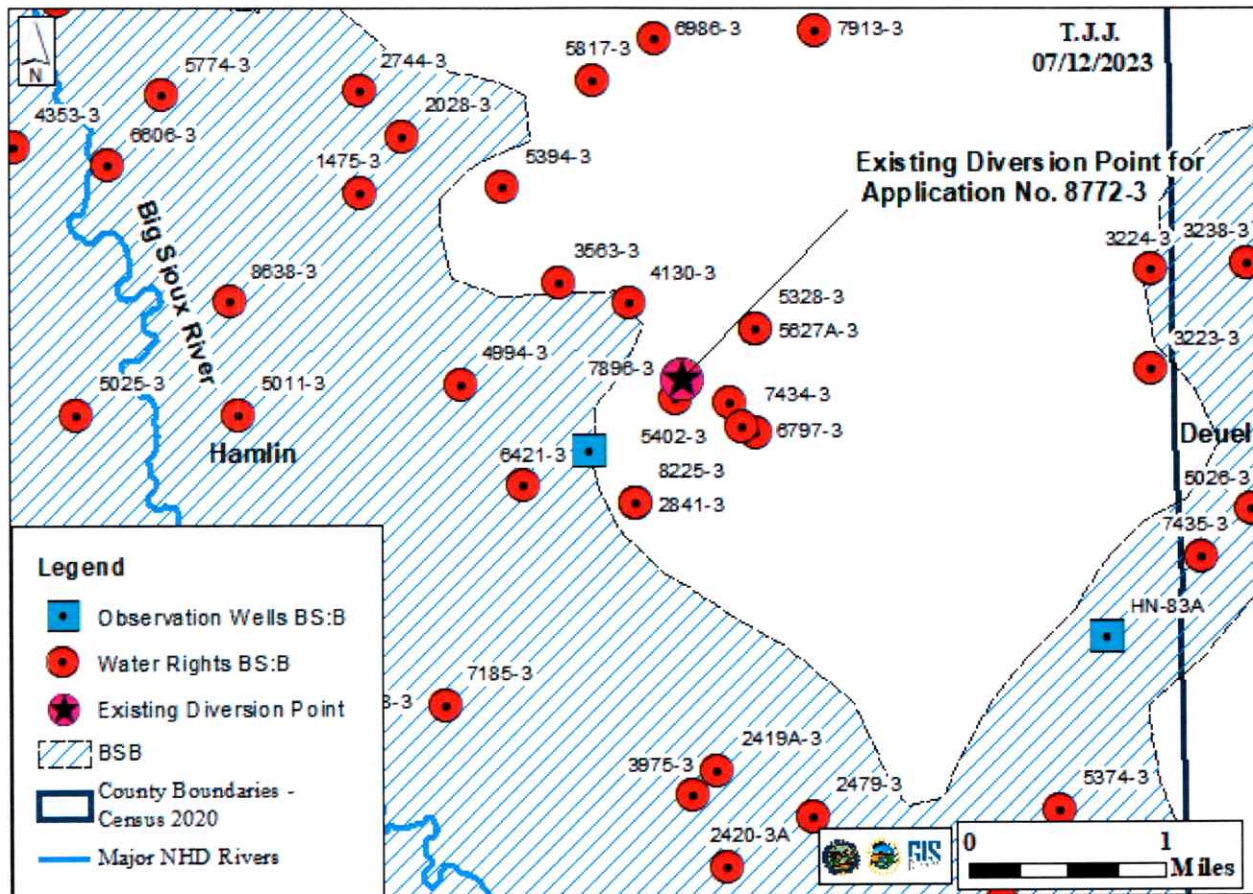 N
T.J.J.
07/12/2023
6986-3
7913-3
5817-3
5774-3
2744-3
4353-3
6606-3
2028-3
1475-3
5394-3
Existing Diversion Point for
Application No. 8772-3
Big Sioux River
8638-3
3563-3
4130-3
5328-3
5627A-3
3224-3
3238-3
3223-3
4994-3
7896-3
7434-3
5025-3
5011-3
Hamlin
5402-3
6797-3
Deuel
6421-3
8225-3
2841-3
5026-3
7435-3
HN-83A
7185-3
2419A-3
3975-3
2479-3
5374-3
2420-3A
Legend
Observation Wells BS:B
Water Rights BS:B
Existing Diversion Point
BSB
County Boundaries -
Census 2020
Major NHD Rivers
GIS
0 1
Miles